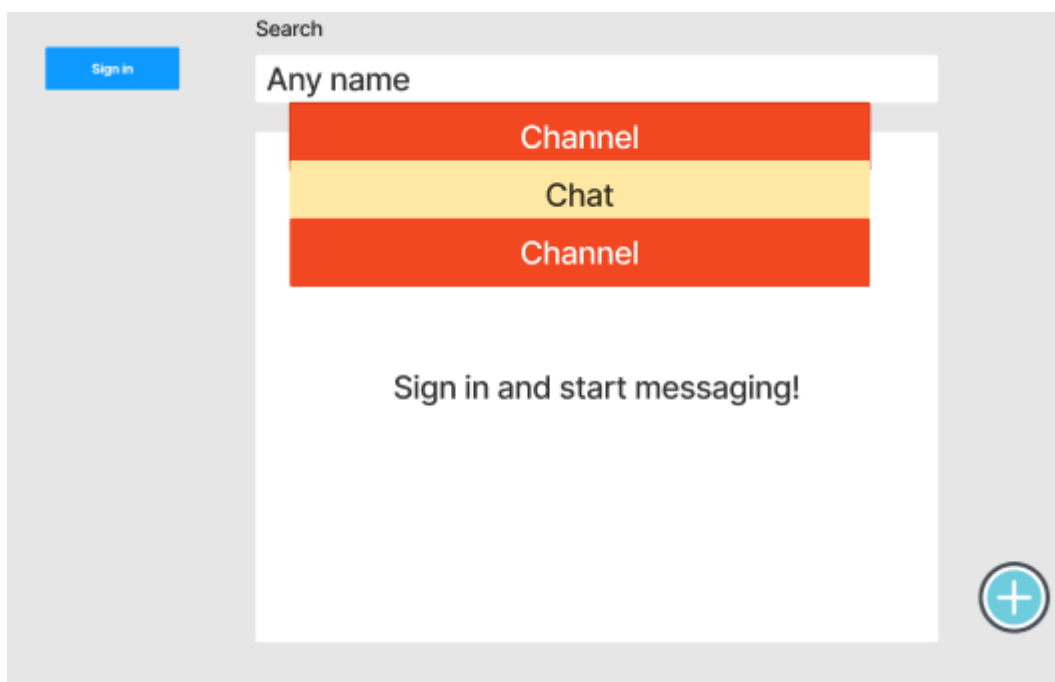 Search
Sign in
Any name
Channel
Chat
Channel
Sign in and start messaging!